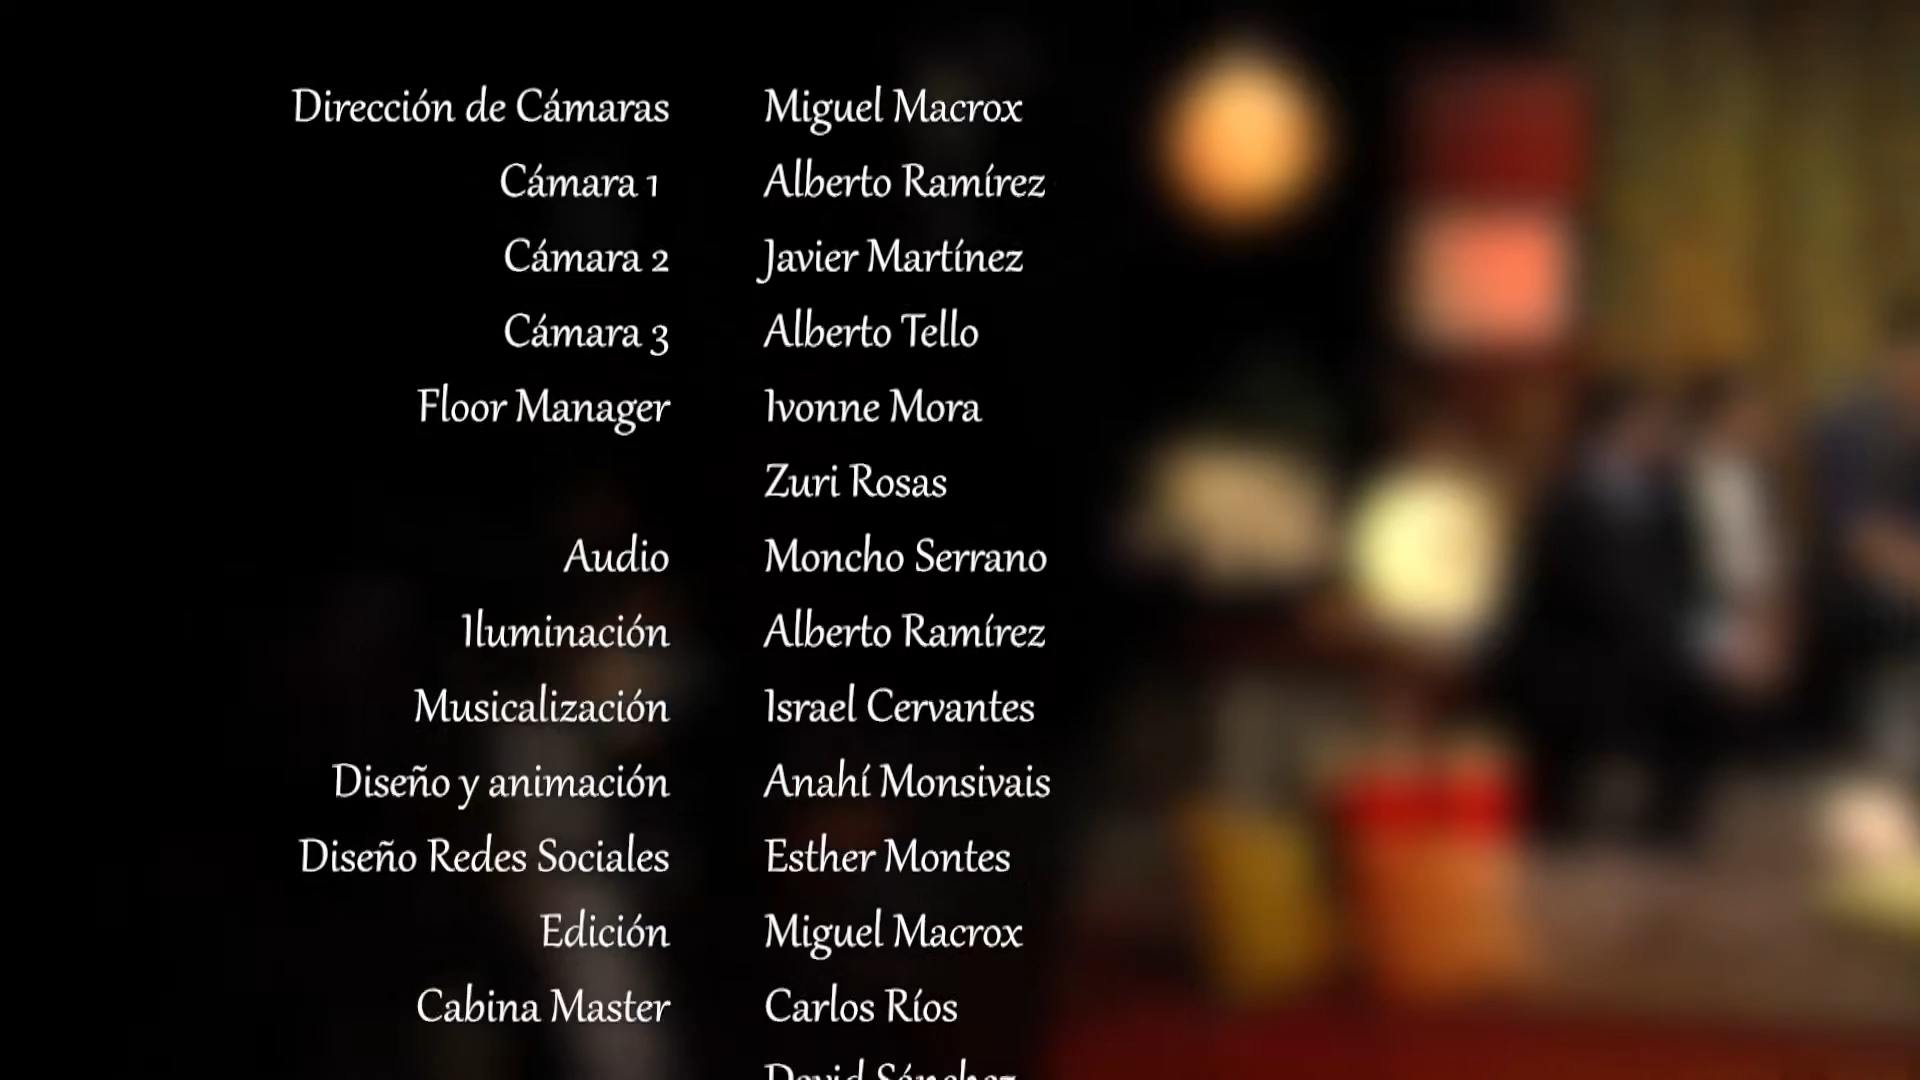 Dirección de Cámaras Miguel Macrox
Cámara 1 Alberto Ramírez
Cámara 2 Javier Martínez
Cámara 3 Alberto Tello
Floor Manager Ivonne Mora
Zuri Rosas
Audio Moncho Serrano
Iluminación Alberto Ramírez
Musicalización Israel Cervantes
Diseño y animación Anahí Monsivais
Diseño Redes Sociales Esther Montes
Edición Miguel Macrox
Cabina Master Carlos Ríos
David Sánchez